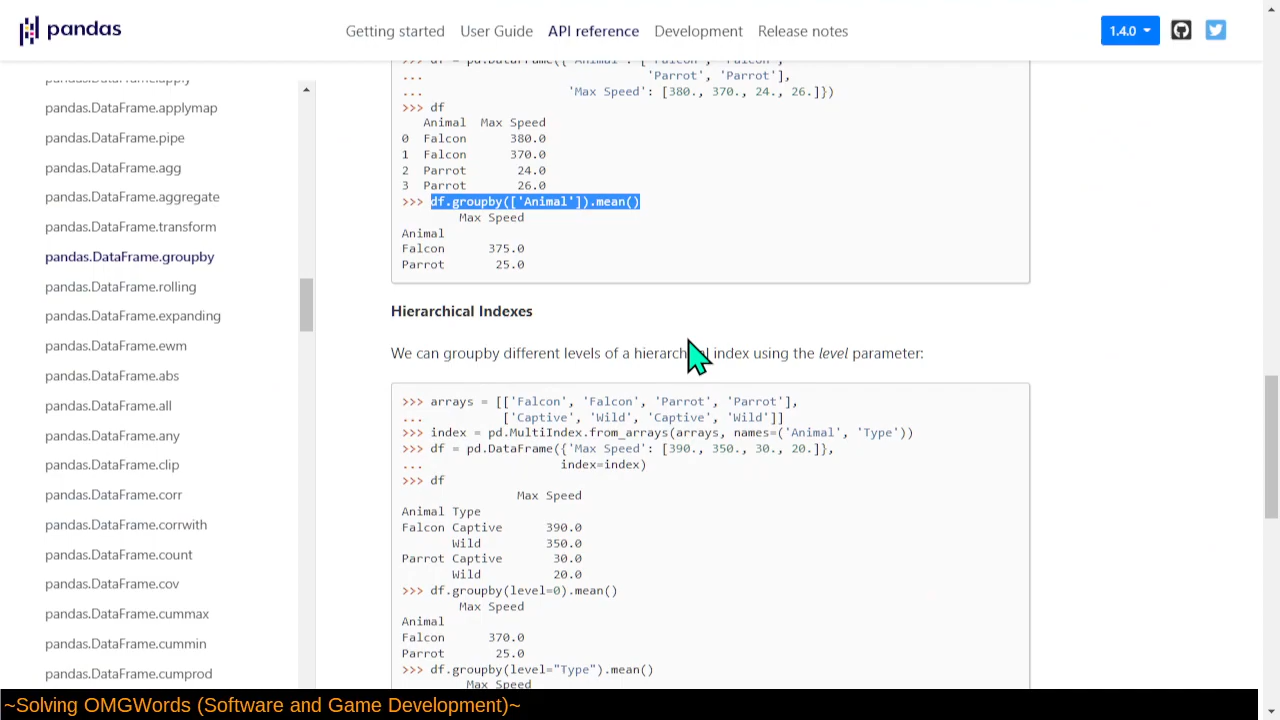 pandas
Getting started User Guide API reference Development Release notes
1.4.0
pandas.DataFrame.apply
pandas.DataFrame.applymap
pandas.DataFrame.pipe
pandas.DataFrame.agg
pandas.DataFrame.aggregate
pandas.DataFrame.transform
pandas.DataFrame.groupby
pandas.DataFrame.rolling
pandas.DataFrame.expanding
pandas.DataFrame.ewm
pandas.DataFrame.abs
pandas.DataFrame.all
pandas.DataFrame.any
pandas.DataFrame.clip
pandas.DataFrame.corr
pandas.DataFrame.corrwith
pandas.DataFrame.count
pandas.DataFrame.cov
pandas.DataFrame.cummax
pandas.DataFrame.cummin
pandas.DataFrame.cumprod
>>> df = pd.DataFrame({'Animal': ['Falcon', 'Falcon',
... 'Parrot', 'Parrot'],
... 'Max Speed': [380., 370., 24., 26.]})
>>> df
Animal Max Speed
0 Falcon 380.0
1 Falcon 370.0
2 Parrot 24.0
3 Parrot 26.0
>>> df.groupby(['Animal']).mean()
Max Speed
Animal
Falcon 375.0
Parrot 25.0
Hierarchical Indexes
We can groupby different levels of a hierarchical index using the level parameter:
>>> arrays = [['Falcon', 'Falcon', 'Parrot', 'Parrot'],
... ['Captive', 'Wild', 'Captive', 'Wild']]
>>> index = pd.MultiIndex.from_arrays(arrays, names=('Animal', 'Type'))
>>> df = pd.DataFrame({'Max Speed': [390., 350., 30., 20.]},
... index=index)
>>> df
Max Speed
Animal Type
Falcon Captive 390.0
Wild 350.0
Parrot Captive 30.0
Wild 20.0
>>> df.groupby(level=0).mean()
Max Speed
Animal
Falcon 370.0
Parrot 25.0
>>> df.groupby(level="Type").mean()
Max Speed
~Solving OMGWords (Software and Game Development)~